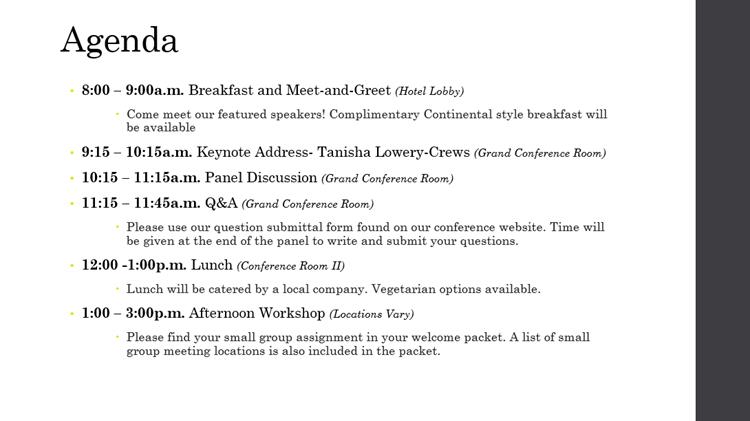 Agenda
8:00 – 9:00a.m. Breakfast and Meet-and-Greet (Hotel Lobby)
Come meet our featured speakers! Complimentary Continental style breakfast will
be available
9:15 – 10:15a.m. Keynote Address- Tanisha Lowery-Crews (Grand Conference Room)
10:15 – 11:15a.m. Panel Discussion (Grand Conference Room)
11:15 – 11:45a.m. Q&A (Grand Conference Room)
Please use our question submittal form found on our conference website. Time will
be given at the end of the panel to write and submit your questions.
12:00 -1:00p.m. Lunch (Conference Room II)
Lunch will be catered by a local company. Vegetarian options available.
1:00 – 3:00p.m. Afternoon Workshop (Locations Vary)
Please find your small group assignment in your welcome packet. A list of small
group meeting locations is also included in the packet.